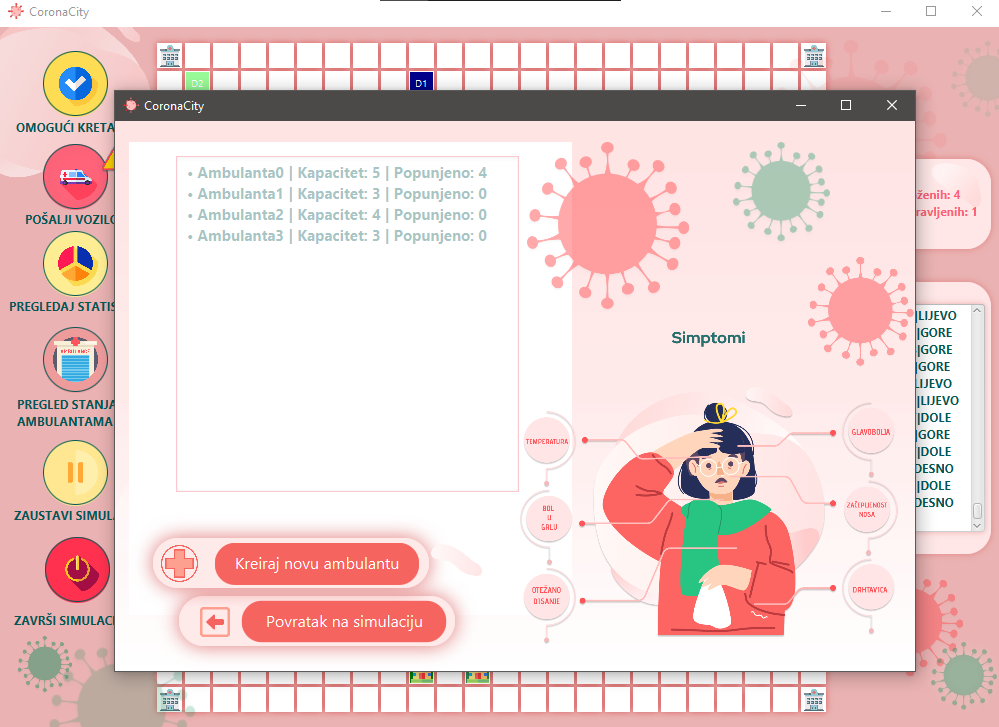 CoronaCity
OMOGUĆI KRETA
POŠALJI VOZILO
PREGLEDAJ STATIS
PREGLED STANJA
AMBULANTAMA
ZAUSTAVI SIMUL
ZAVRŠI SIMULAC
D2
D1
CoronaCity
• Ambulanta0 | Kapacitet: 5 | Popunjeno: 4
• Ambulanta1 | Kapacitet: 3 | Popunjeno: 0
• Ambulanta2 | Kapacitet: 4 | Popunjeno: 0
• Ambulanta3 | Kapacitet: 3 | Popunjeno: 0
Kreiraj novu ambulantu
Povratak na simulaciju
Simptomi
TEMPERATURA
BOL
U
GRLU
OTEŽANO
DISANJE
GLAVOBOLJA
ZAČEPLJENOST
NOSA
DRHTAVICA
ženih: 4
ravljenih: 1
|LIJEVO
|GORE
|GORE
|GORE
LIJEVO
|LIJEVO
|DOLE
|GORE
|DOLE
DESNO
|DOLE
DESNO